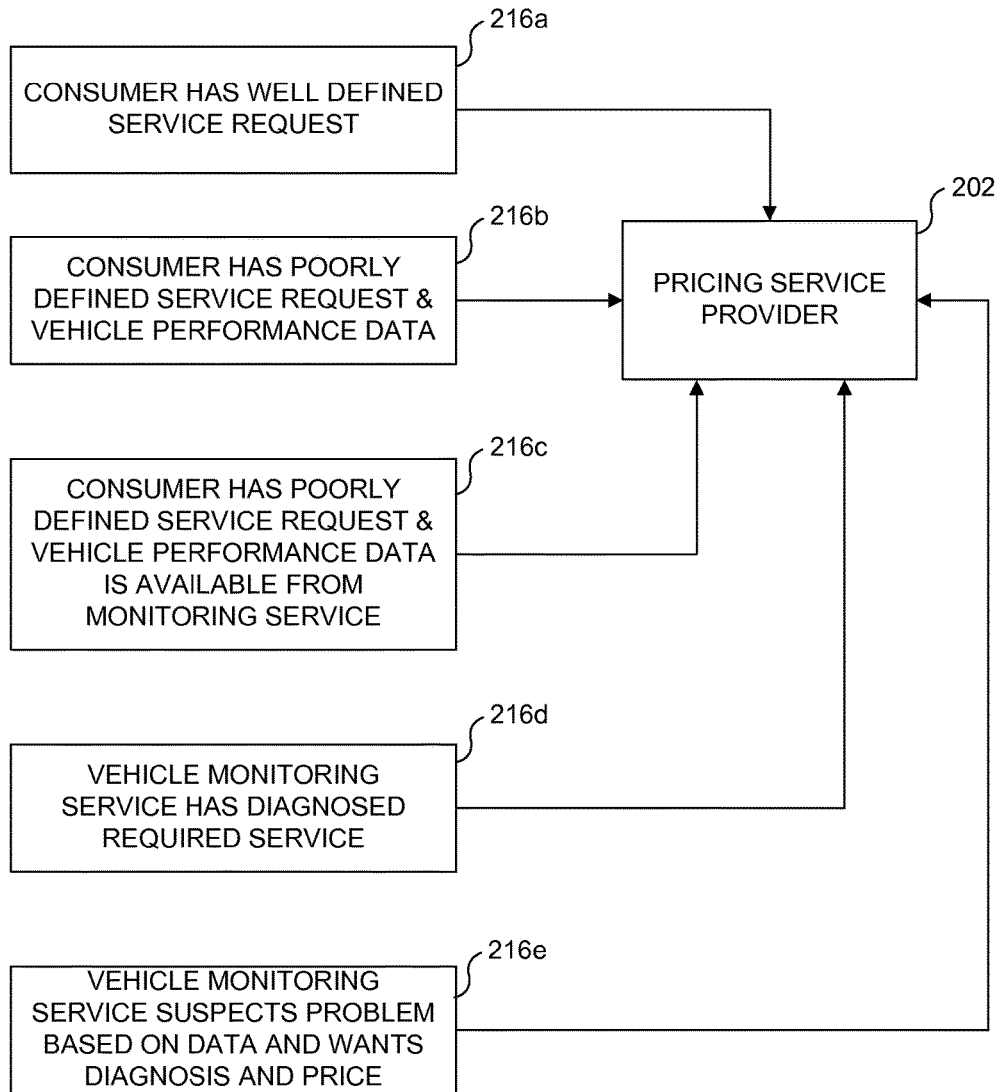 216a
CONSUMER HAS WELL DEFINED
SERVICE REQUEST
202
216b
CONSUMER HAS POORLY
DEFINED SERVICE REQUEST &
VEHICLE PERFORMANCE DATA
PRICING SERVICE
PROVIDER
216c
CONSUMER HAS POORLY
DEFINED SERVICE REQUEST &
VEHICLE PERFORMANCE DATA
IS AVAILABLE FROM
MONITORING SERVICE
216d
VEHICLE MONITORING
SERVICE HAS DIAGNOSED
REQUIRED SERVICE
216e
VEHICLE MONITORING
SERVICE SUSPECTS PROBLEM
BASED ON DATA AND WANTS
DIAGNOSIS AND PRICE